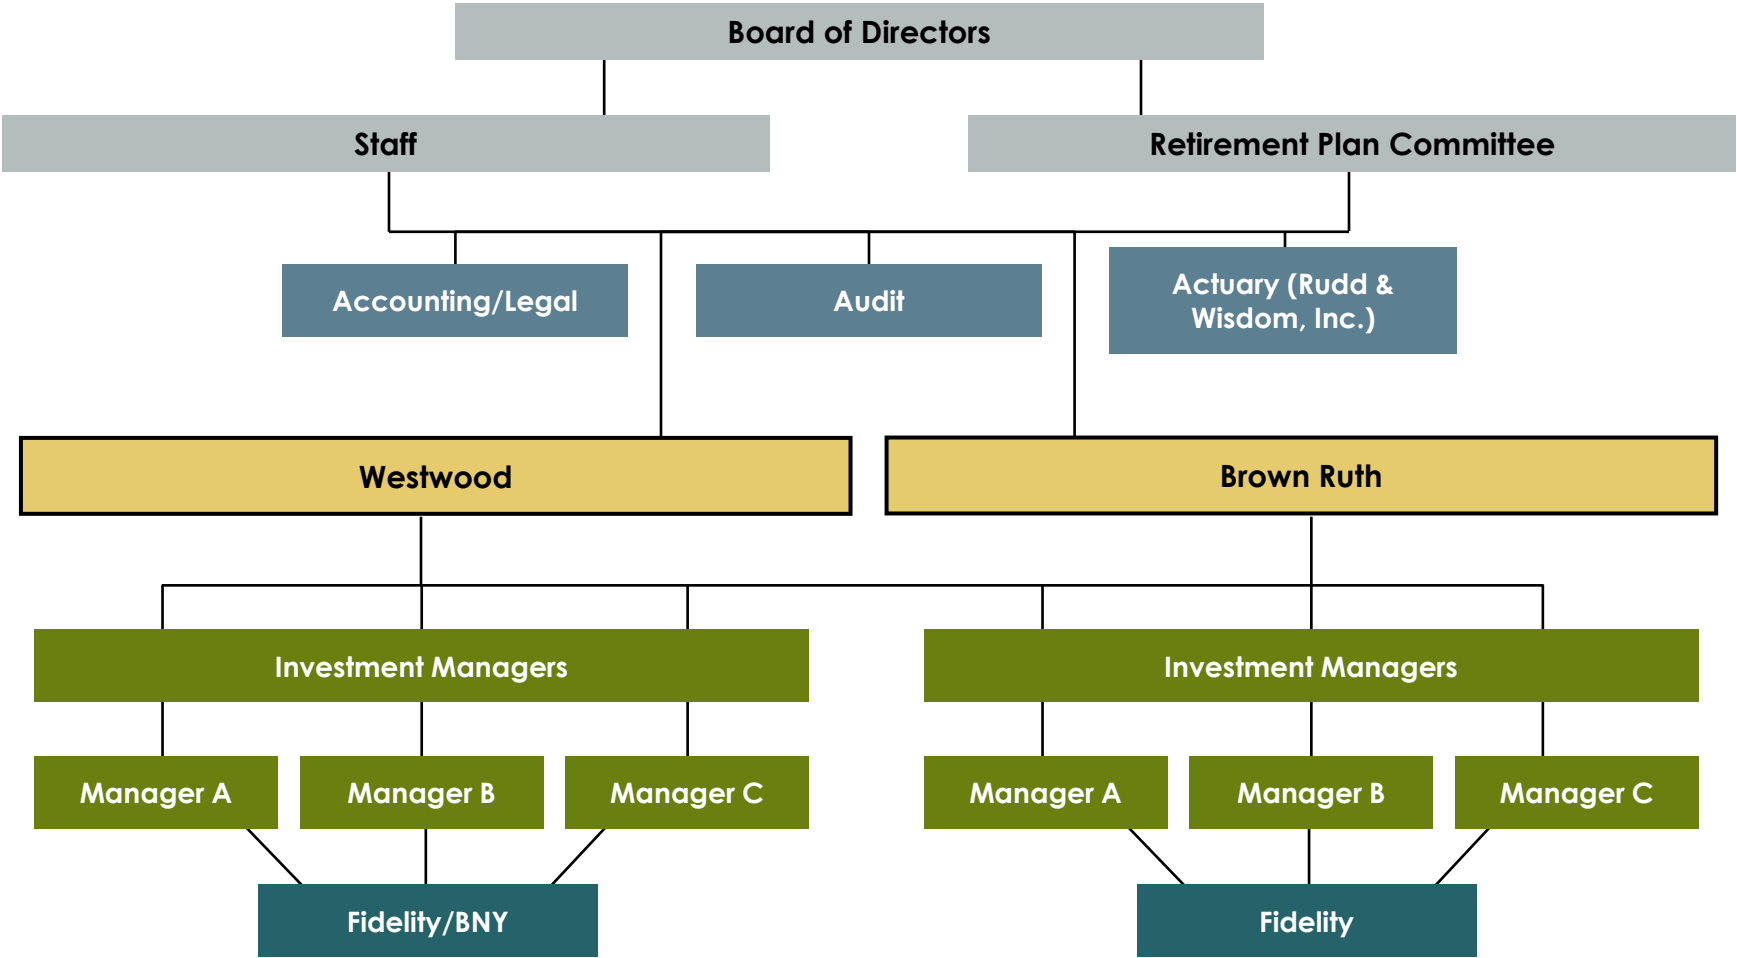 Board of Directors
Staff
Retirement Plan Committee
Accounting/Legal
Audit
Actuary (Rudd &
Wisdom, Inc.)
Westwood
Brown Ruth
Investment Managers
Investment Managers
Manager A
Manager B
Manager C
Manager A
Manager B
Manager C
Fidelity/BNY
Fidelity